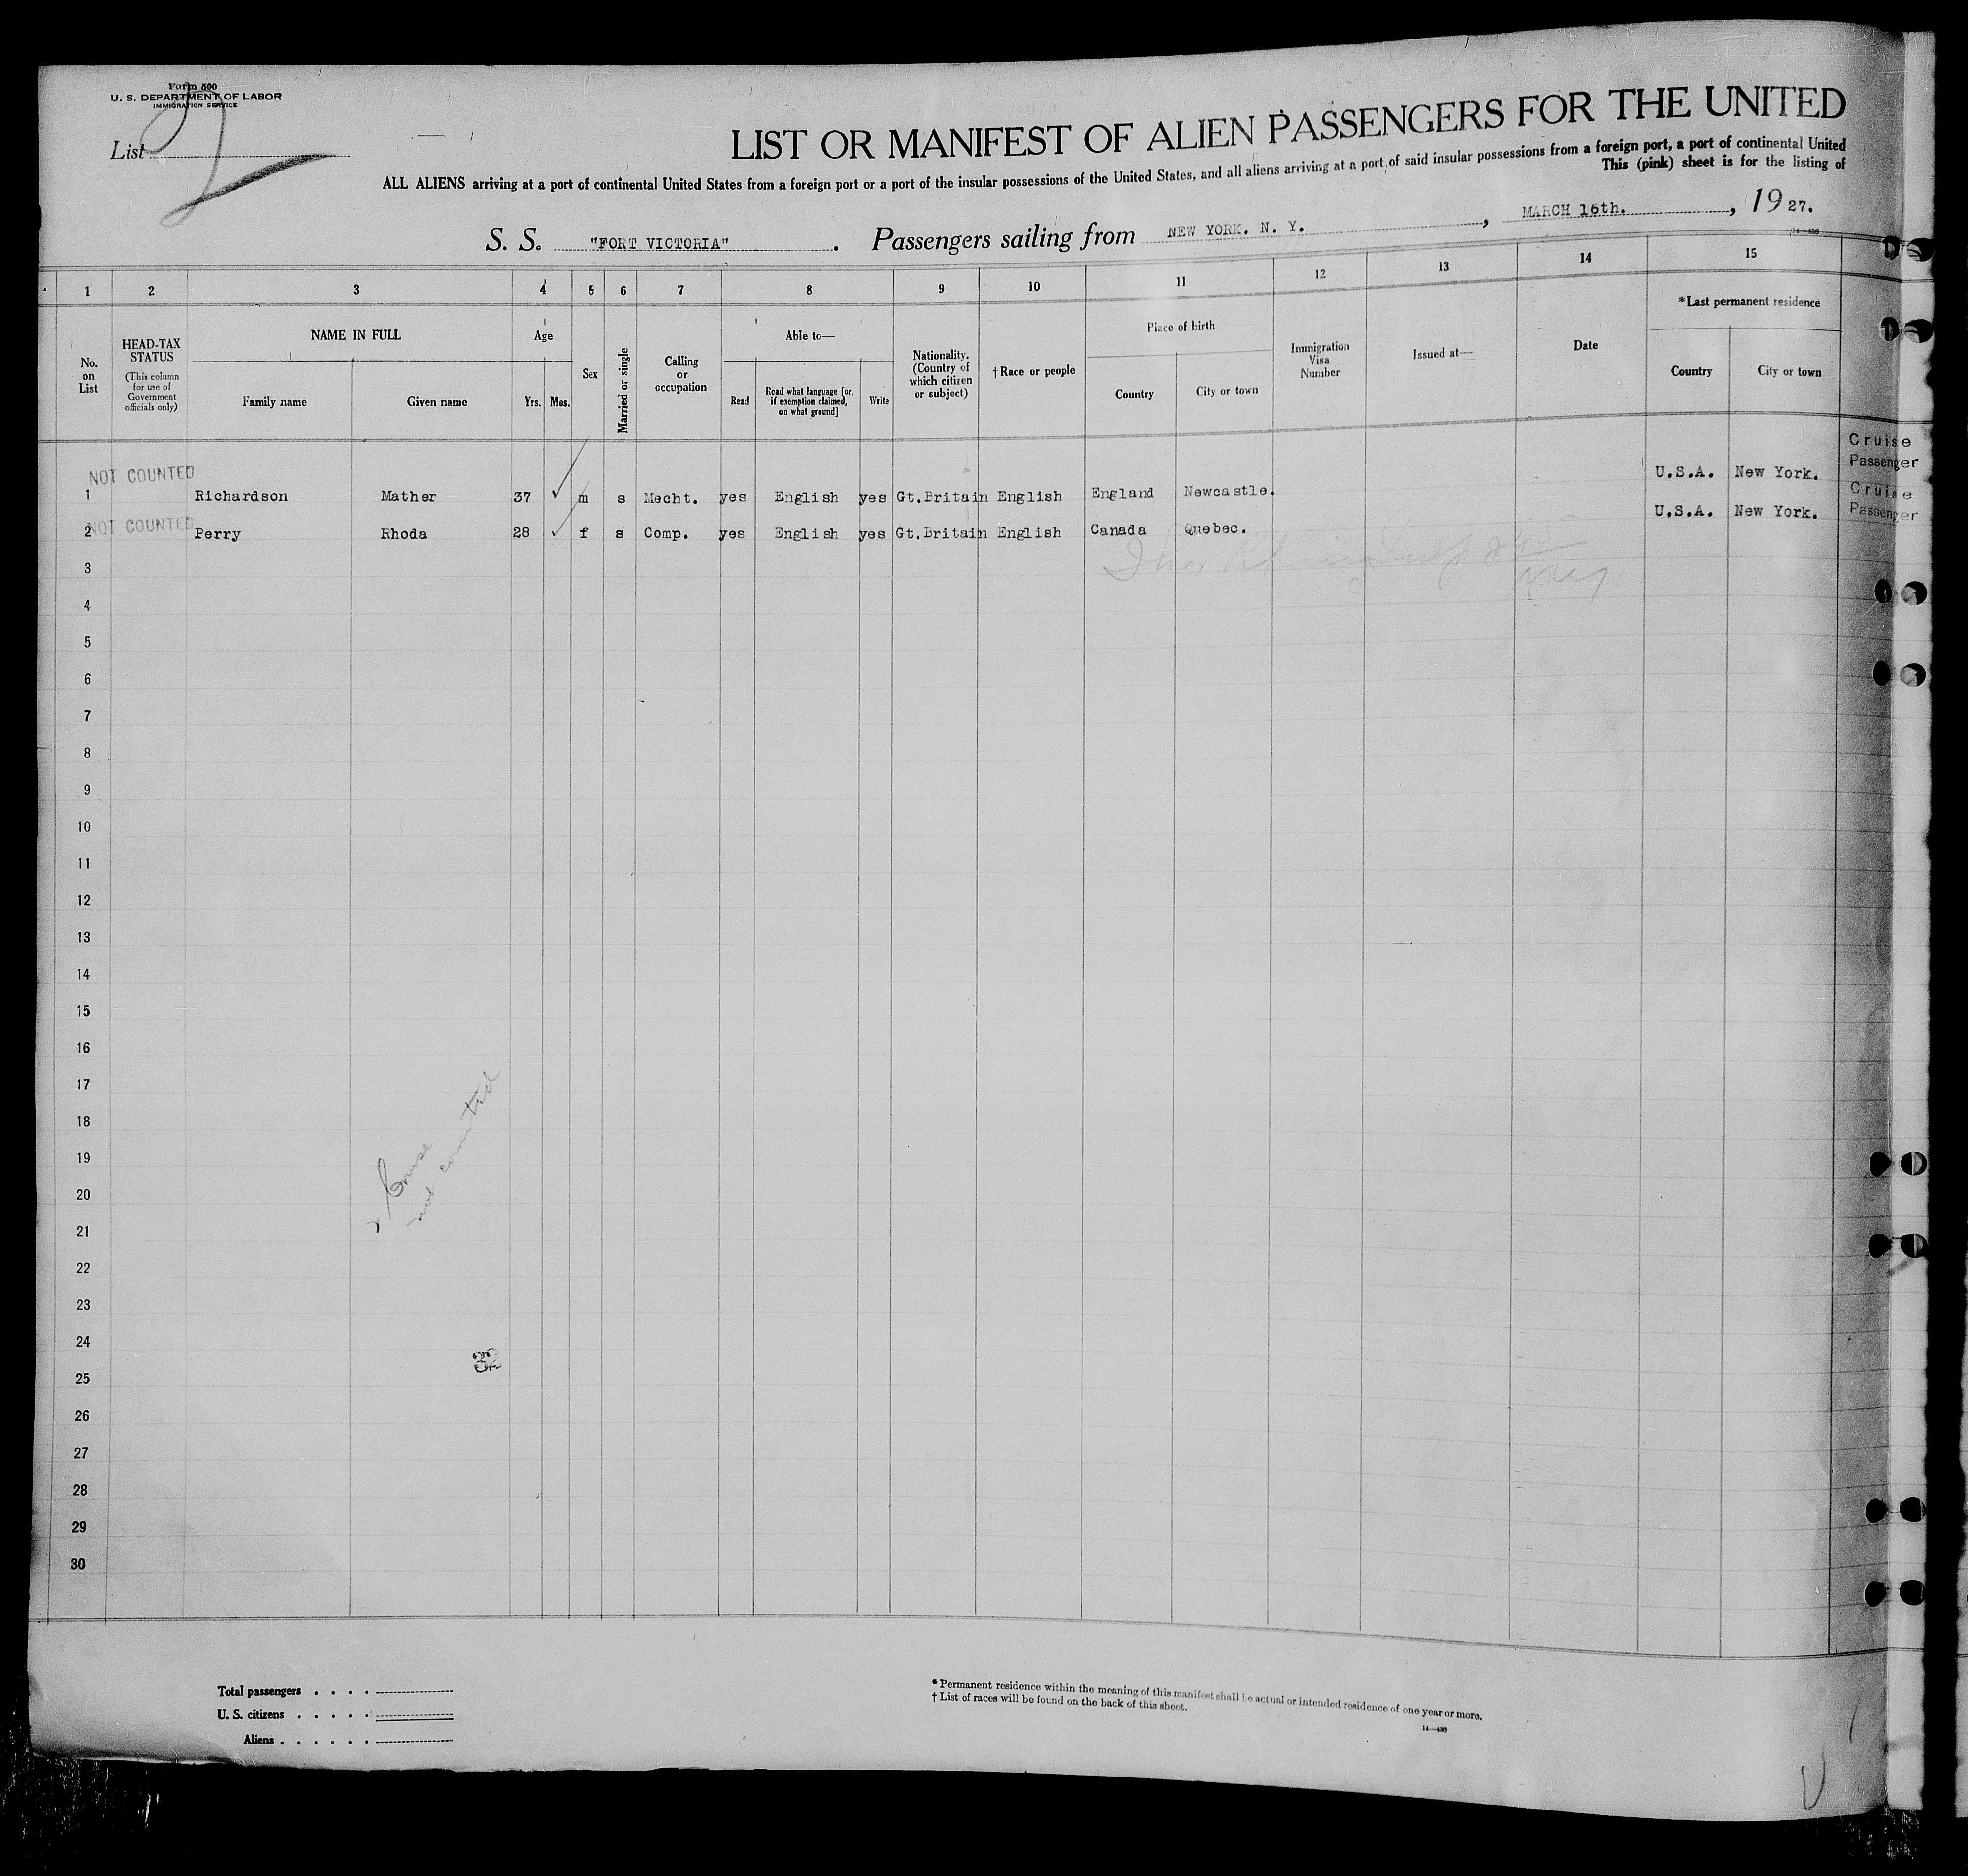 Form 500
U. S. DEPARTMENT OF LABOR
IMMIGRATION SERVICE
List
LIST OR MANIFEST OF ALIEN PASSENGERS FOR THE UNITED
ALL ALIENS arriving at a port of continental United States from a foreign port or a port of the insular possessions of the United States, and all aliens arriving at a port of said insular possessions from a foreign port, a port of continental United
This (pink) sheet is for the listing of
S. S. "FORT VICTORIA" . Passengers sailing from NEW YORK. N. Y. , MARCH 16th. , 1927.
1 2 3 4 5 6 7 8 9 10 11 12 13 14 15
No. on List
HEAD-TAX STATUS
(This column for use of Government officials only)
NAME IN FULL
Family name Given name
Age
Yrs. Mos.
Sex
Married or single
Calling or occupation
Able to—
Read
Read what language [or, if exemption claimed, on what ground]
Write
Nationality. (Country of which citizen or subject)
†Race or people
Place of birth
Country City or town
Immigration Visa Number
Issued at—
Date
*Last permanent residence
Country City or town
NOT COUNTED
1 Richardson Mather 37 m s Mecht. yes English yes Gt.Britain English England Newcastle. U.S.A. New York. Cruise Passenger
NOT COUNTED
2 Perry Rhoda 28 f s Comp. yes English yes Gt.Britain English Canada Quebec. U.S.A. New York. Cruise Passenger
3
4
5
6
7
8
9
10
11
12
13
14
15
16
17
18
19
20
21
22
23
24
25
26
27
28
29
30
Cruise
not counted
32
Total passengers . . . .
U. S. citizens . . . . .
Aliens . . . . . .
* Permanent residence within the meaning of this manifest shall be actual or intended residence of one year or more.
† List of races will be found on the back of this sheet.
14—430